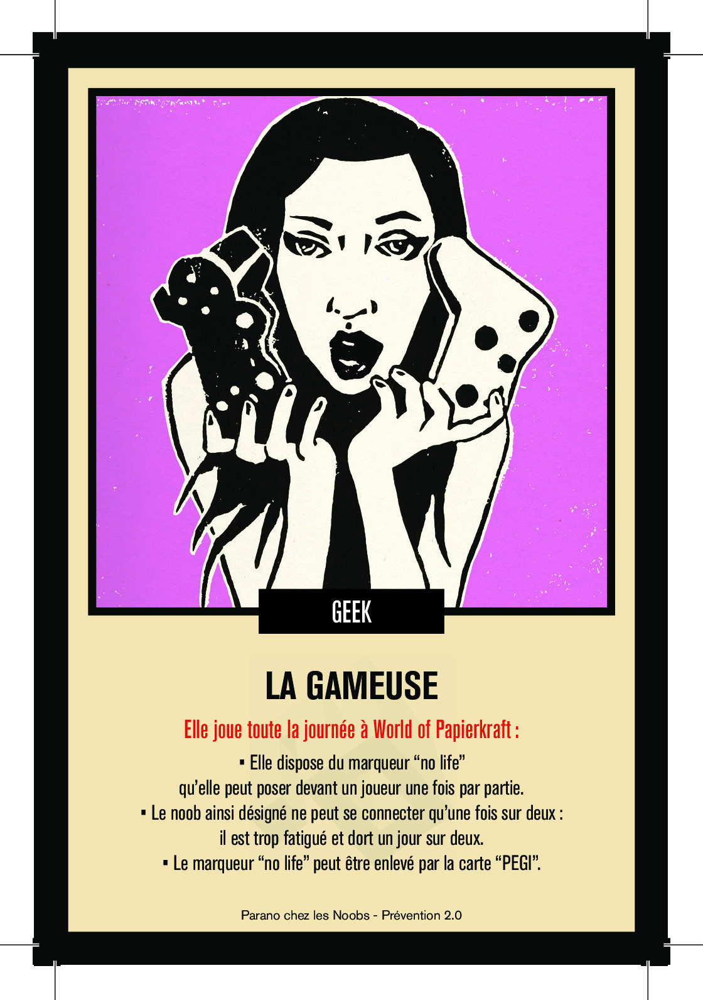 GEEK
LA GAMEUSE
Elle joue toute la journée à World of Papierkraft :
▪ Elle dispose du marqueur “no life”
qu’elle peut poser devant un joueur une fois par partie.
▪ Le noob ainsi désigné ne peut se connecter qu’une fois sur deux :
il est trop fatigué et dort un jour sur deux.
▪ Le marqueur “no life” peut être enlevé par la carte “PEGI”.
Parano chez les Noobs - Prévention 2.0